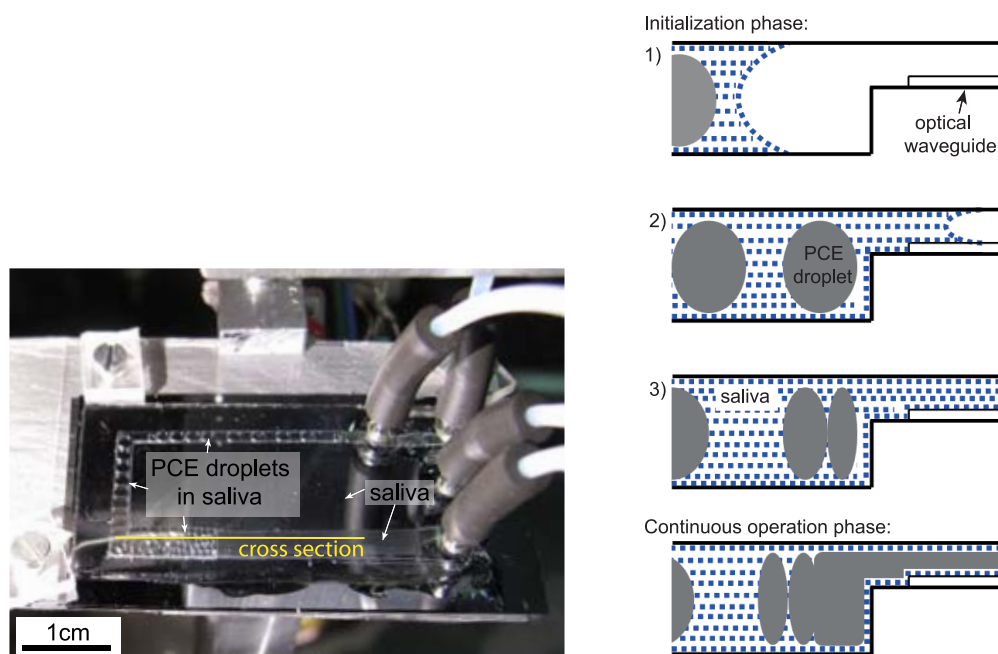 PCE droplets
in saliva
saliva
cross section
1cm
Initialization phase:
1)
optical
waveguide
2)
PCE
droplet
3)
saliva
Continuous operation phase: